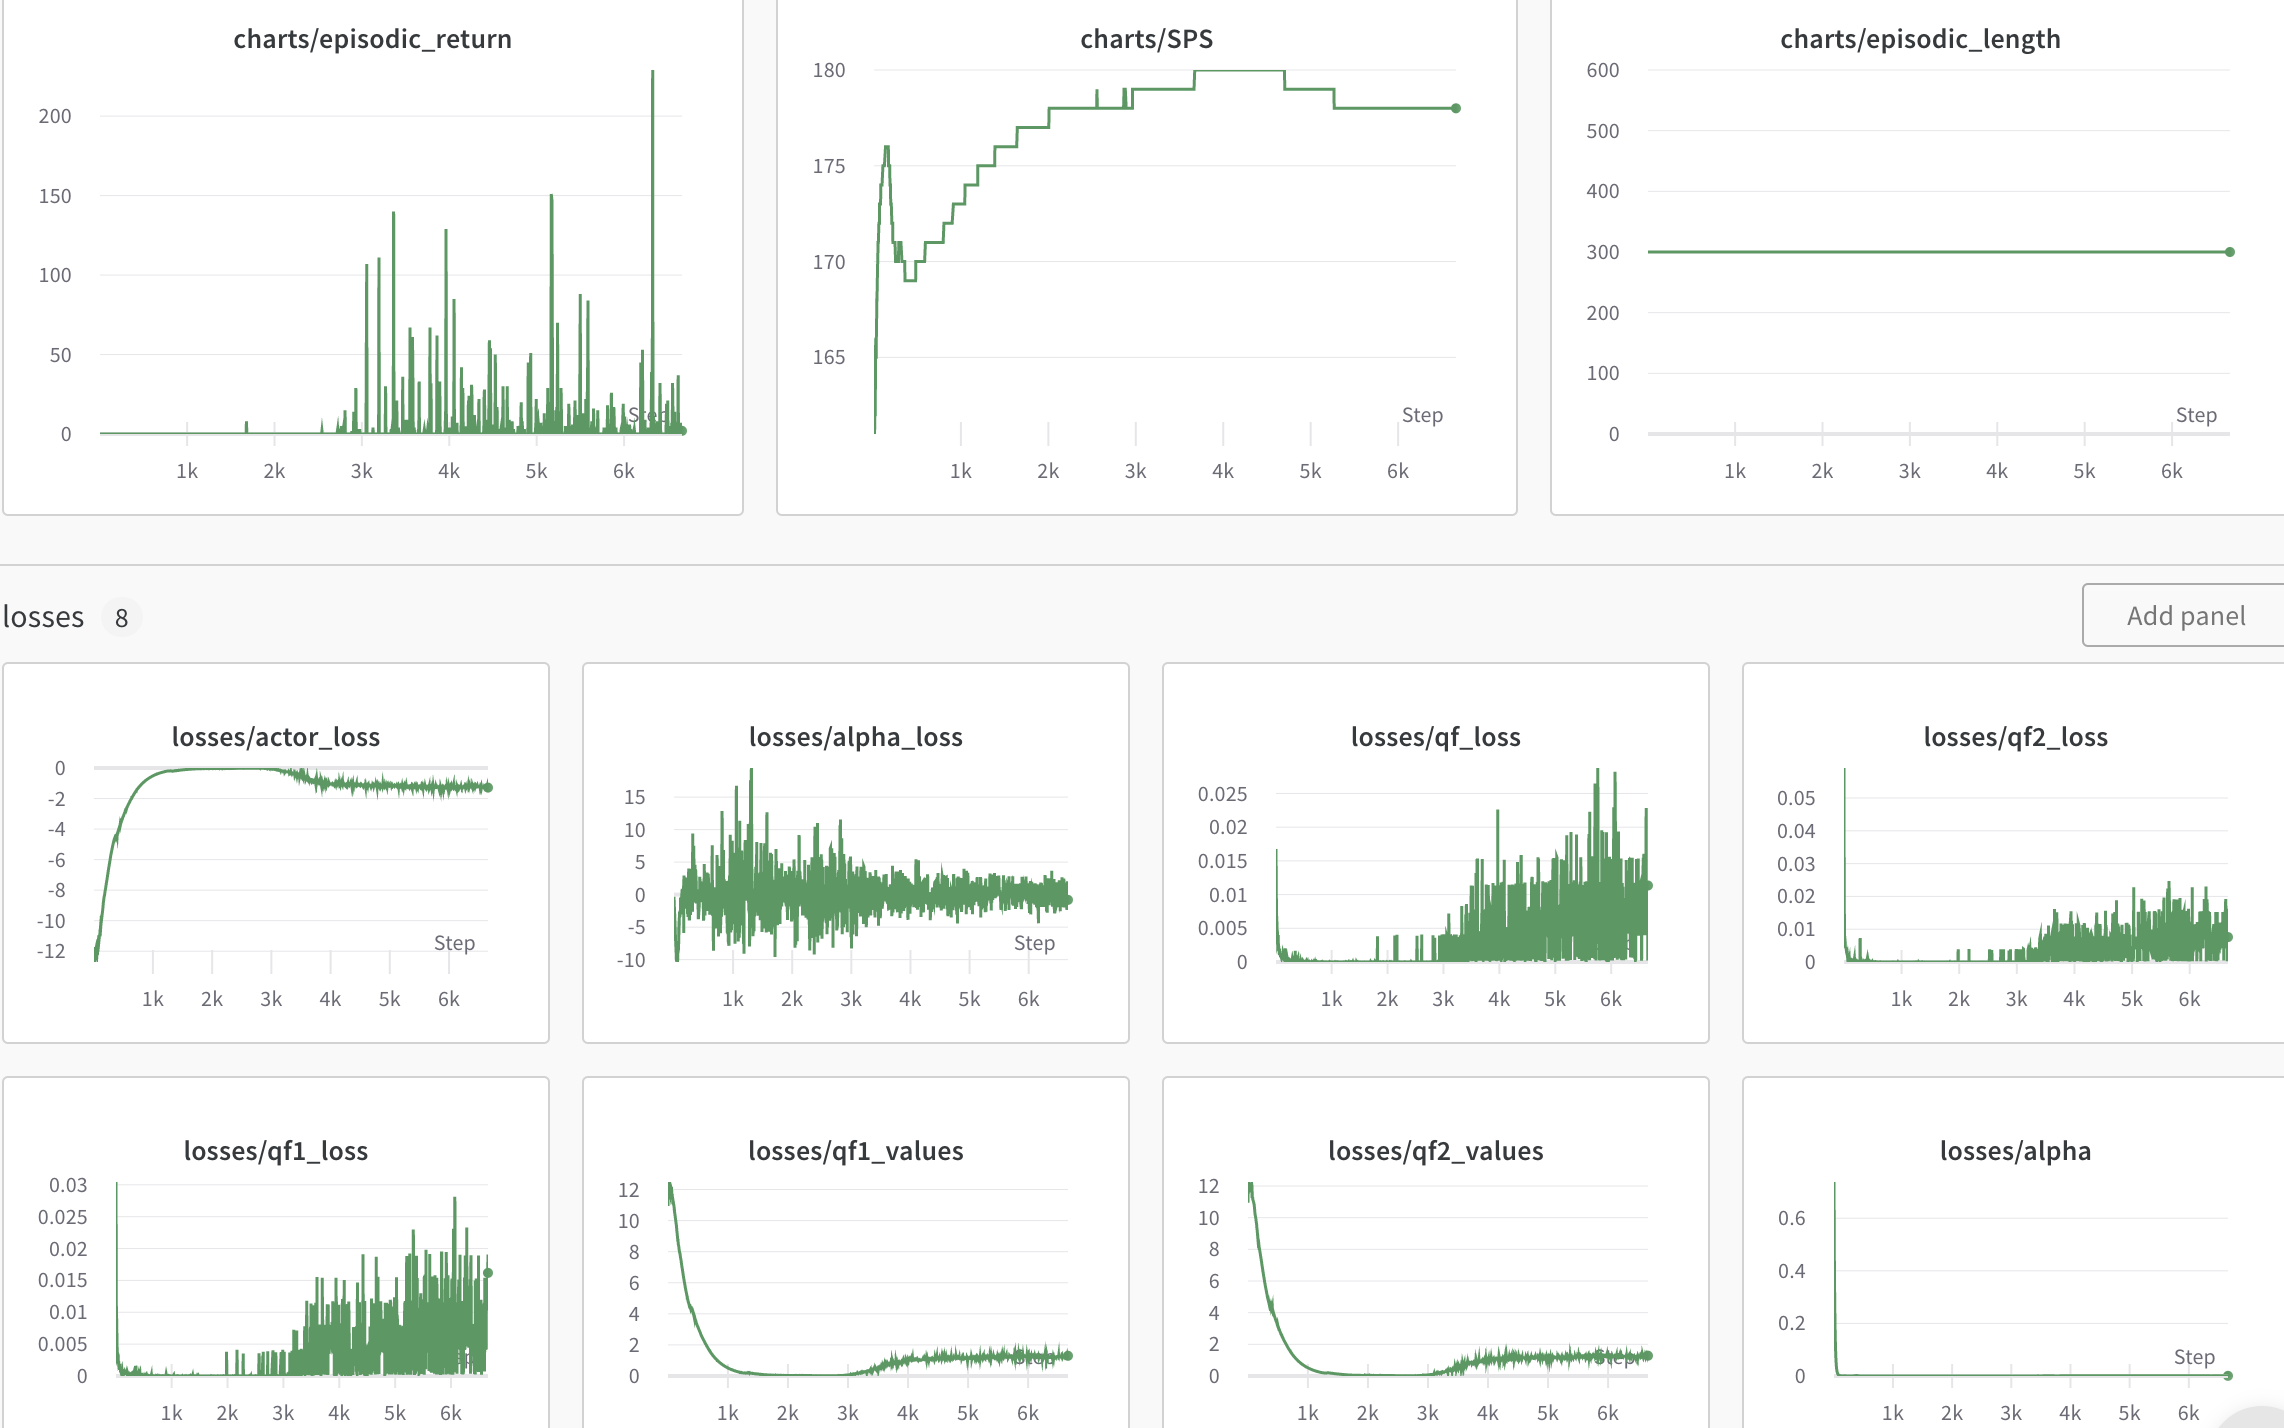 charts/episodic_return
200
150
100
50
0
Step
1k 2k 3k 4k 5k 6k
charts/SPS
180
175
170
165
Step
1k 2k 3k 4k 5k 6k
charts/episodic_length
600
500
400
300
200
100
0
Step
1k 2k 3k 4k 5k 6k
losses 8
Add panel
losses/actor_loss
0
-2
-4
-6
-8
-10
-12
Step
1k 2k 3k 4k 5k 6k
losses/alpha_loss
15
10
5
0
-5
-10
Step
1k 2k 3k 4k 5k 6k
losses/qf_loss
0.025
0.02
0.015
0.01
0.005
0
1k 2k 3k 4k 5k 6k
losses/qf2_loss
0.05
0.04
0.03
0.02
0.01
0
1k 2k 3k 4k 5k 6k
losses/qf1_loss
0.03
0.025
0.02
0.015
0.01
0.005
0
1k 2k 3k 4k 5k 6k
losses/qf1_values
12
10
8
6
4
2
0
Step
1k 2k 3k 4k 5k 6k
losses/qf2_values
12
10
8
6
4
2
0
Step
1k 2k 3k 4k 5k 6k
losses/alpha
0.6
0.4
0.2
0
Step
1k 2k 3k 4k 5k 6k